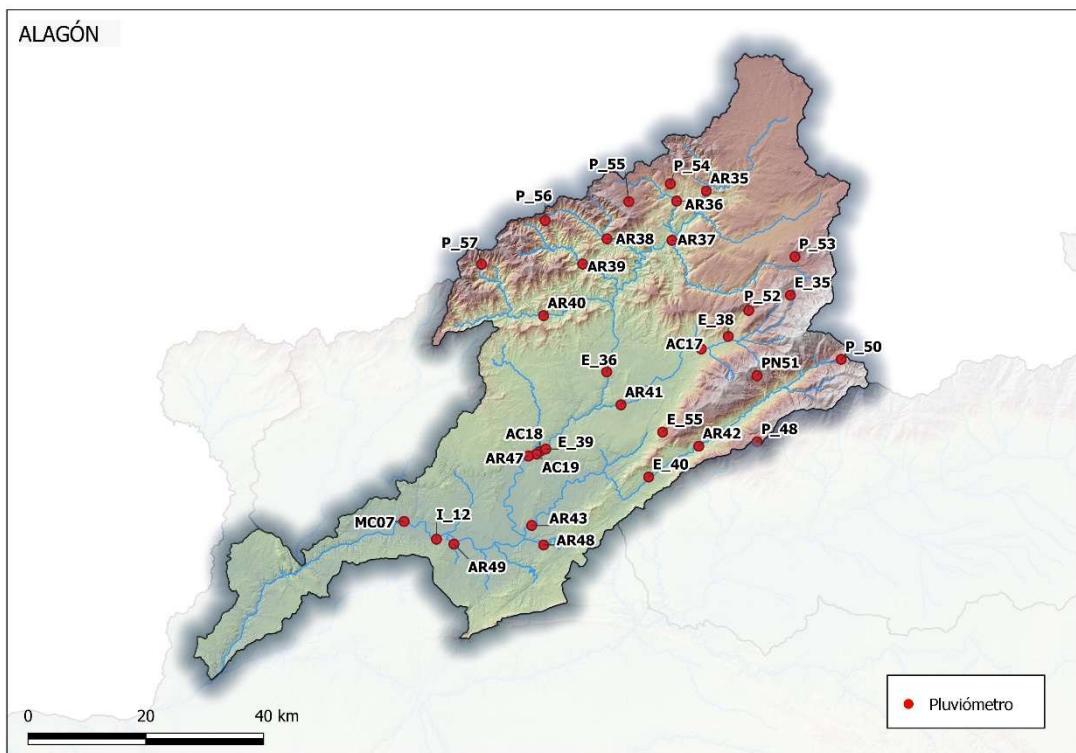 ALAGÓN
P_54
P_55
AR35
P_56
AR36
AR38
AR37
P_57
P_53
AR39
E_35
P_52
AR40
E_38
AC17
P_50
E_36
PN51
AR41
E_55
P_48
AR42
AC18
E_39
AR47
AC19
E_40
MC07
I_12
AR43
AR48
AR49
Pluviómetro
0 20 40 km